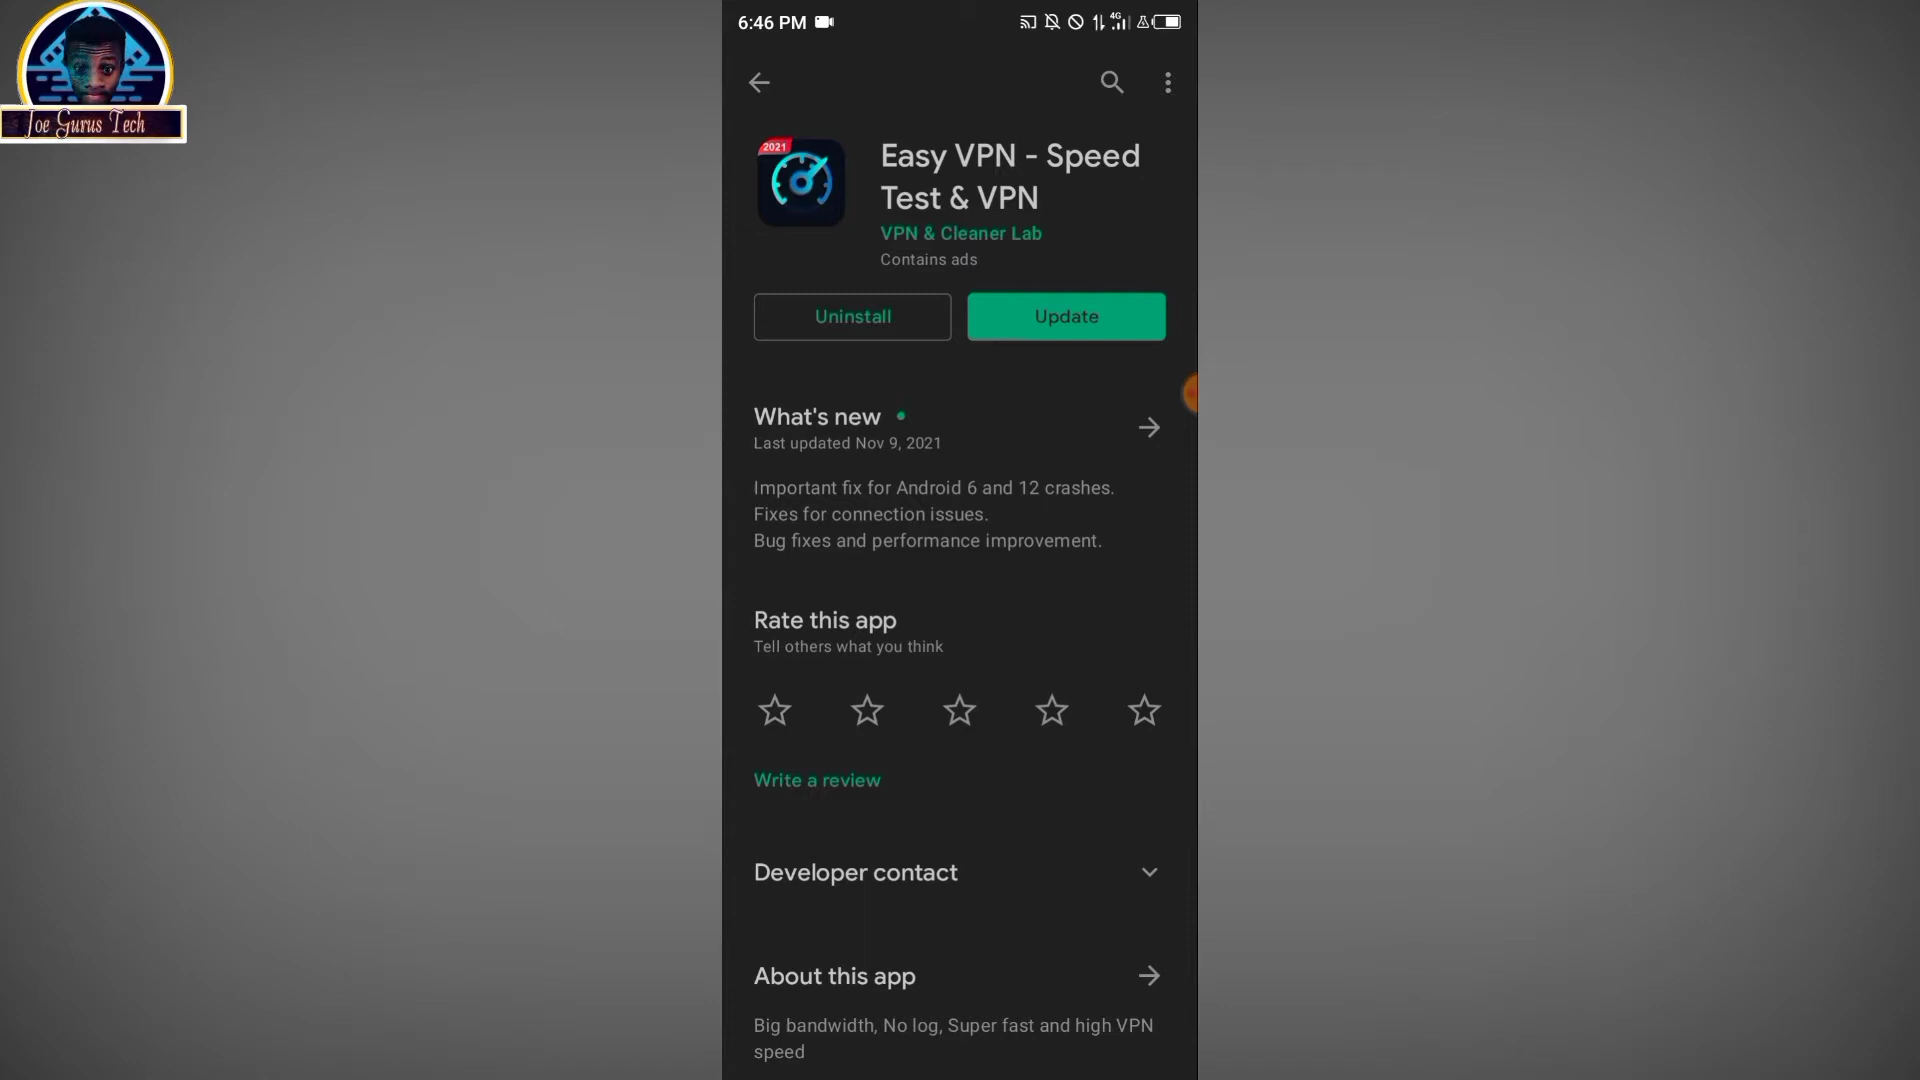 Joe Gurus Tech
6:46 PM
4G
2021
Easy VPN - Speed
Test & VPN
VPN & Cleaner Lab
Contains ads
Uninstall
Update
What's new
Last updated Nov 9, 2021
Important fix for Android 6 and 12 crashes.
Fixes for connection issues.
Bug fixes and performance improvement.
Rate this app
Tell others what you think
Write a review
Developer contact
About this app
Big bandwidth, No log, Super fast and high VPN
speed